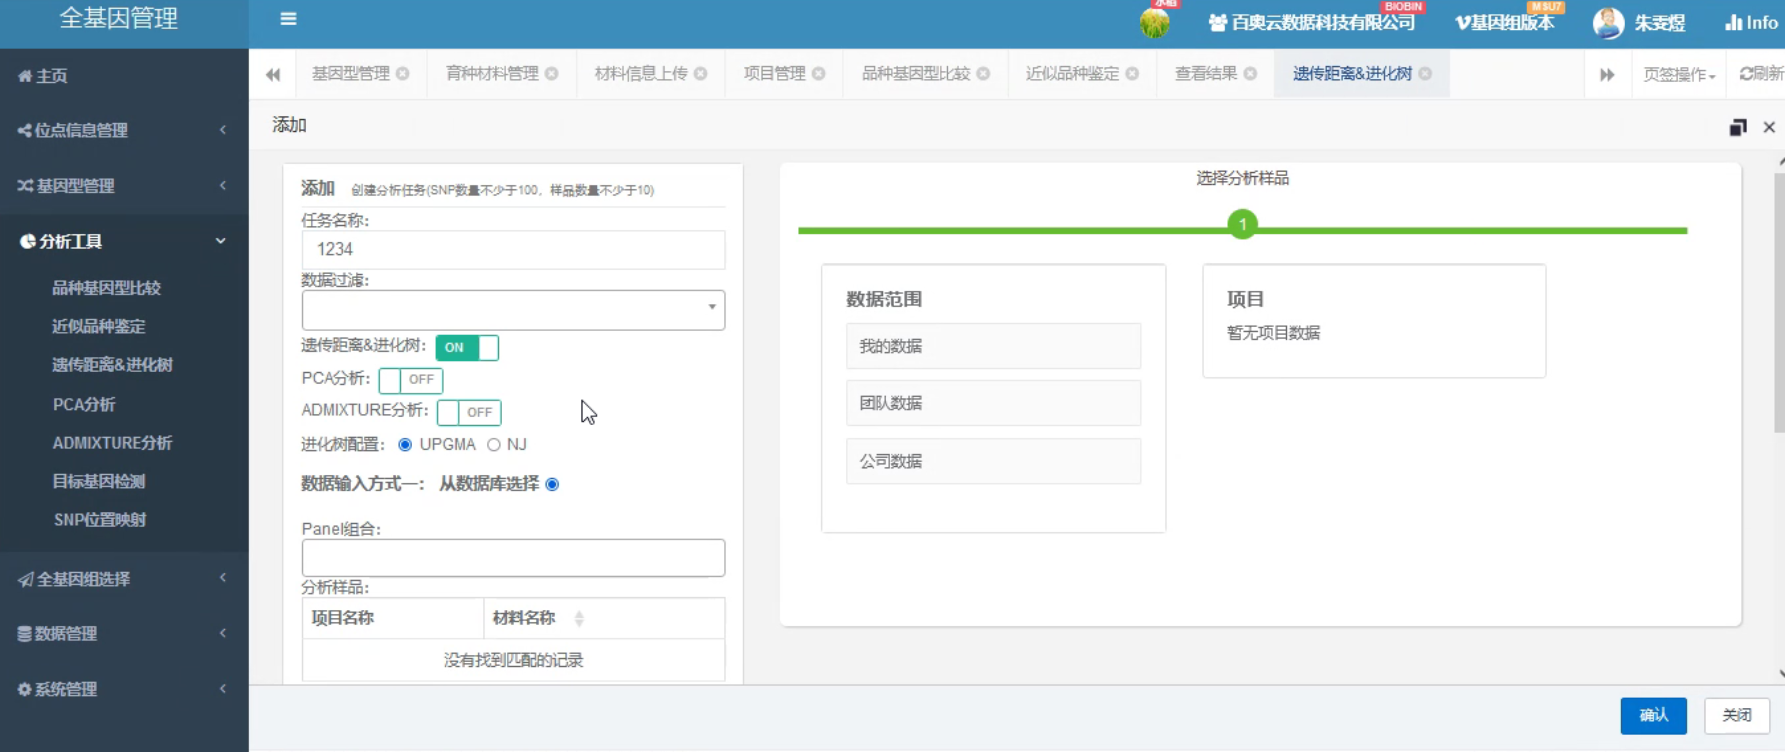 全基因管理
水稻
百奥云数据科技有限公司
BIOBIN
基因组版本
MSU7
朱雯煜
Info
主页
位点信息管理
基因型管理
分析工具
品种基因型比较
近似品种鉴定
遗传距离&进化树
PCA分析
ADMIXTURE分析
目标基因检测
SNP位置映射
全基因组选择
数据管理
系统管理
基因型管理
育种材料管理
材料信息上传
项目管理
品种基因型比较
近似品种鉴定
查看结果
遗传距离&进化树
页签操作
刷新
添加
添加 创建分析任务(SNP数量不少于100，样品数量不少于10)
任务名称:
1234
数据过滤:
遗传距离&进化树: ON
PCA分析: OFF
ADMIXTURE分析: OFF
进化树配置: UPGMA NJ
数据输入方式一： 从数据库选择
Panel组合:
分析样品:
项目名称 材料名称
没有找到匹配的记录
选择分析样品
1
数据范围
我的数据
团队数据
公司数据
项目
暂无项目数据
确认
关闭